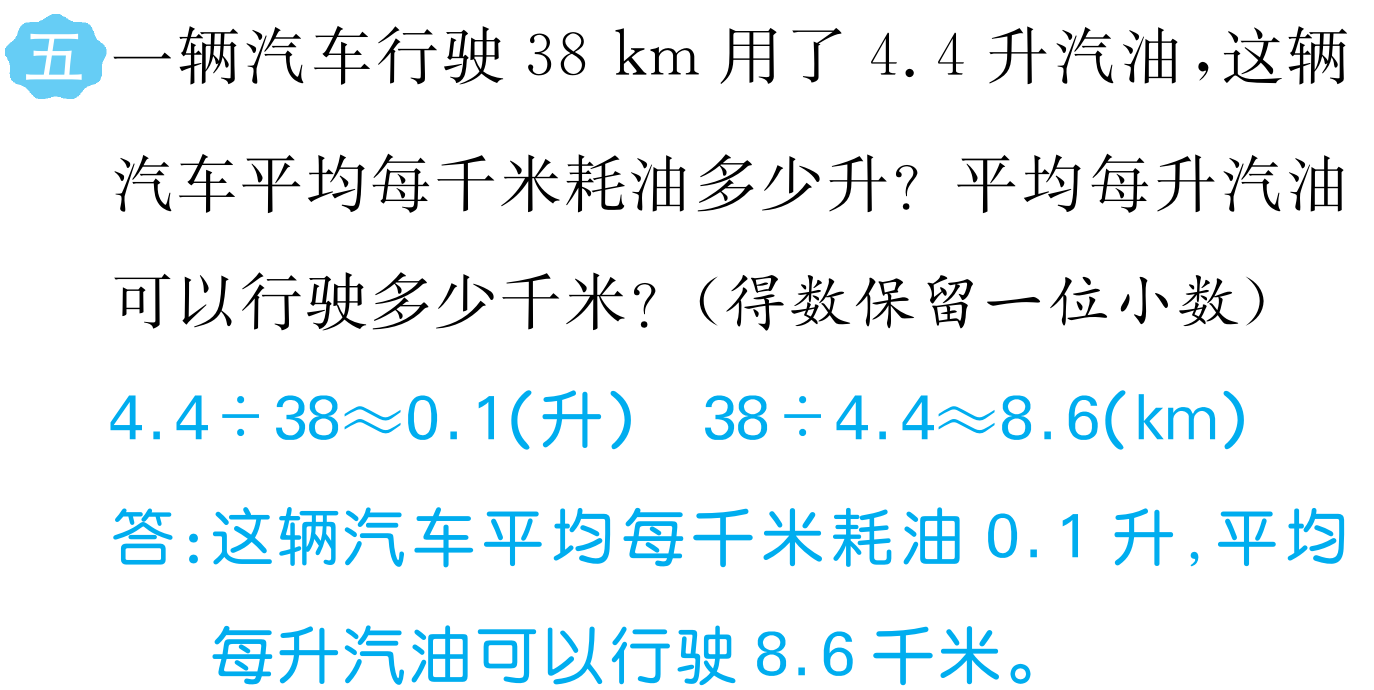 五 一辆汽车行驶 38 km 用了 4.4 升汽油,这辆
汽车平均每千米耗油多少升? 平均每升汽油
可以行驶多少千米?(得数保留一位小数)
4.4÷38≈0.1(升) 38÷4.4≈8.6(km)
答:这辆汽车平均每千米耗油 0.1 升,平均
每升汽油可以行驶 8.6 千米。